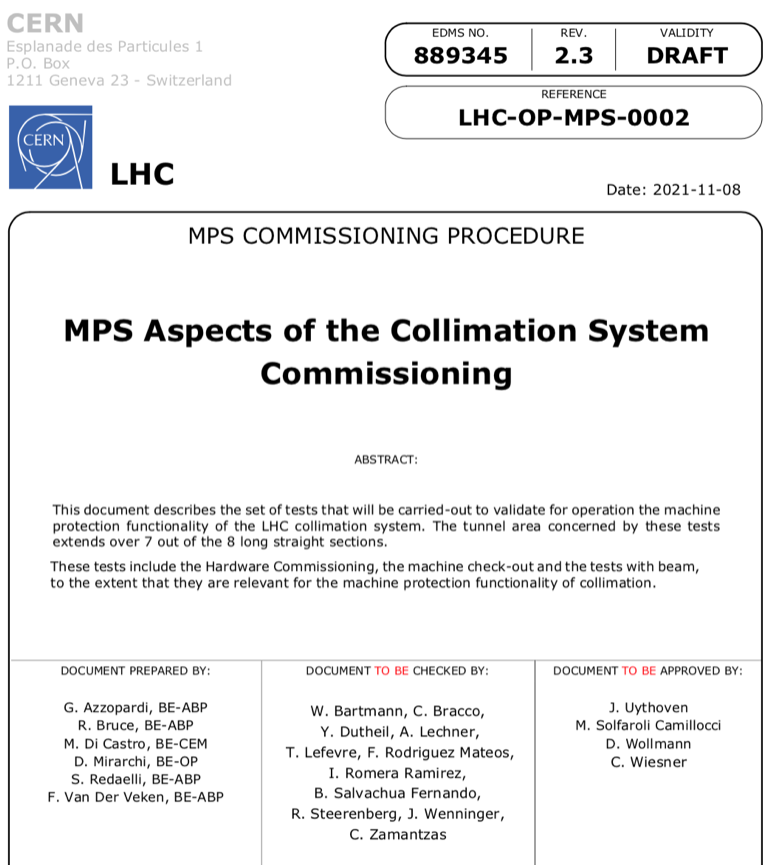 CERN
Esplanade des Particules 1
P.O. Box
1211 Geneva 23 - Switzerland
EDMS NO.
889345
REV.
2.3
VALIDITY
DRAFT
REFERENCE
LHC-OP-MPS-0002
CERN
LHC
Date: 2021-11-08
MPS COMMISSIONING PROCEDURE
MPS Aspects of the Collimation System
Commissioning
ABSTRACT:
This document describes the set of tests that will be carried-out to validate for operation the machine
protection functionality of the LHC collimation system. The tunnel area concerned by these tests
extends over 7 out of the 8 long straight sections.
These tests include the Hardware Commissioning, the machine check-out and the tests with beam,
to the extent that they are relevant for the machine protection functionality of collimation.
DOCUMENT PREPARED BY:
G. Azzopardi, BE-ABP
R. Bruce, BE-ABP
M. Di Castro, BE-CEM
D. Mirarchi, BE-OP
S. Redaelli, BE-ABP
F. Van Der Veken, BE-ABP
DOCUMENT TO BE CHECKED BY:
W. Bartmann, C. Bracco,
Y. Dutheil, A. Lechner,
T. Lefevre, F. Rodriguez Mateos,
I. Romera Ramirez,
B. Salvachua Fernando,
R. Steerenberg, J. Wenninger,
C. Zamantzas
DOCUMENT TO BE APPROVED BY:
J. Uythoven
M. Solfaroli Camillocci
D. Wollmann
C. Wiesner